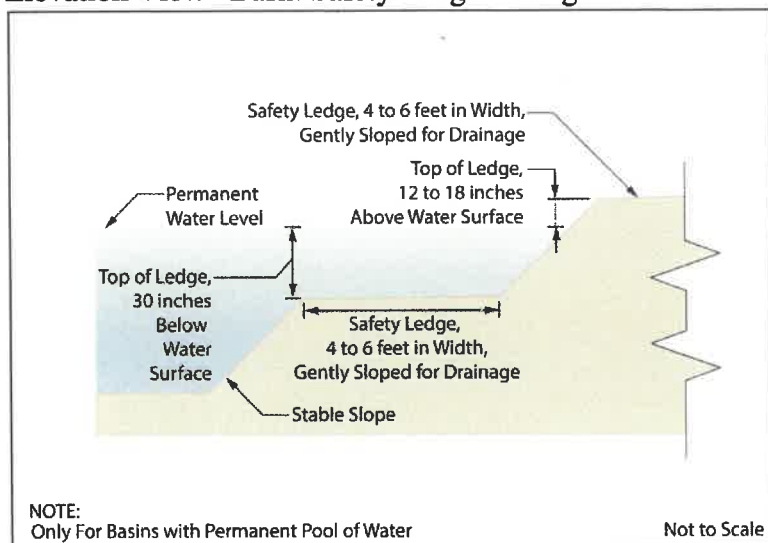 Safety Ledge, 4 to 6 feet in Width,
Gently Sloped for Drainage
Top of Ledge,
12 to 18 inches
Above Water Surface
Permanent
Water Level
Top of Ledge,
30 inches
Below
Water
Surface
Safety Ledge,
4 to 6 feet in Width,
Gently Sloped for Drainage
Stable Slope
NOTE:
Only For Basins with Permanent Pool of Water
Not to Scale